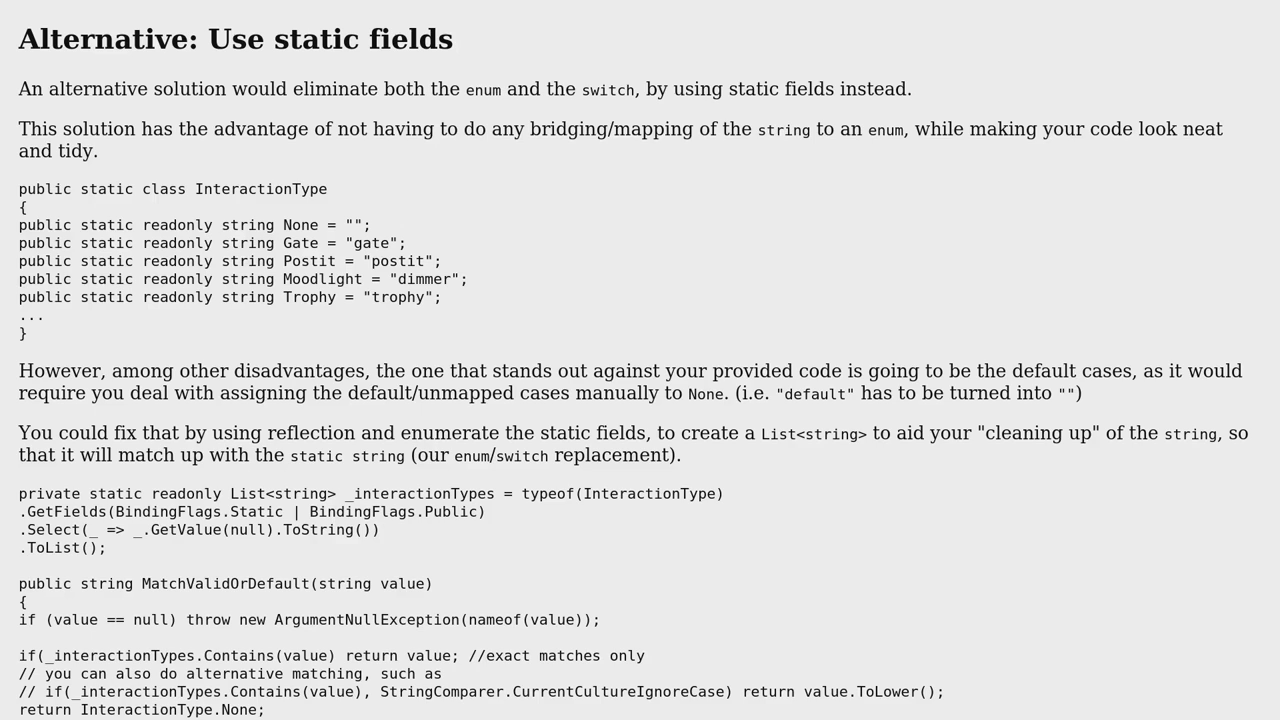 Alternative: Use static fields
An alternative solution would eliminate both the enum and the switch, by using static fields instead.
This solution has the advantage of not having to do any bridging/mapping of the string to an enum, while making your code look neat
and tidy.
public static class InteractionType
{
public static readonly string None = "";
public static readonly string Gate = "gate";
public static readonly string Postit = "postit";
public static readonly string Moodlight = "dimmer";
public static readonly string Trophy = "trophy";
...
}
However, among other disadvantages, the one that stands out against your provided code is going to be the default cases, as it would
require you deal with assigning the default/unmapped cases manually to None. (i.e. "default" has to be turned into "")
You could fix that by using reflection and enumerate the static fields, to create a List<string> to aid your "cleaning up" of the string, so
that it will match up with the static string (our enum/switch replacement).
private static readonly List<string> _interactionTypes = typeof(InteractionType)
.GetFields(BindingFlags.Static | BindingFlags.Public)
.Select(_ => _.GetValue(null).ToString())
.ToList();
public string MatchValidOrDefault(string value)
{
if (value == null) throw new ArgumentNullException(nameof(value));
if(_interactionTypes.Contains(value) return value; //exact matches only
// you can also do alternative matching, such as
// if(_interactionTypes.Contains(value), StringComparer.CurrentCultureIgnoreCase) return value.ToLower();
return InteractionType.None;